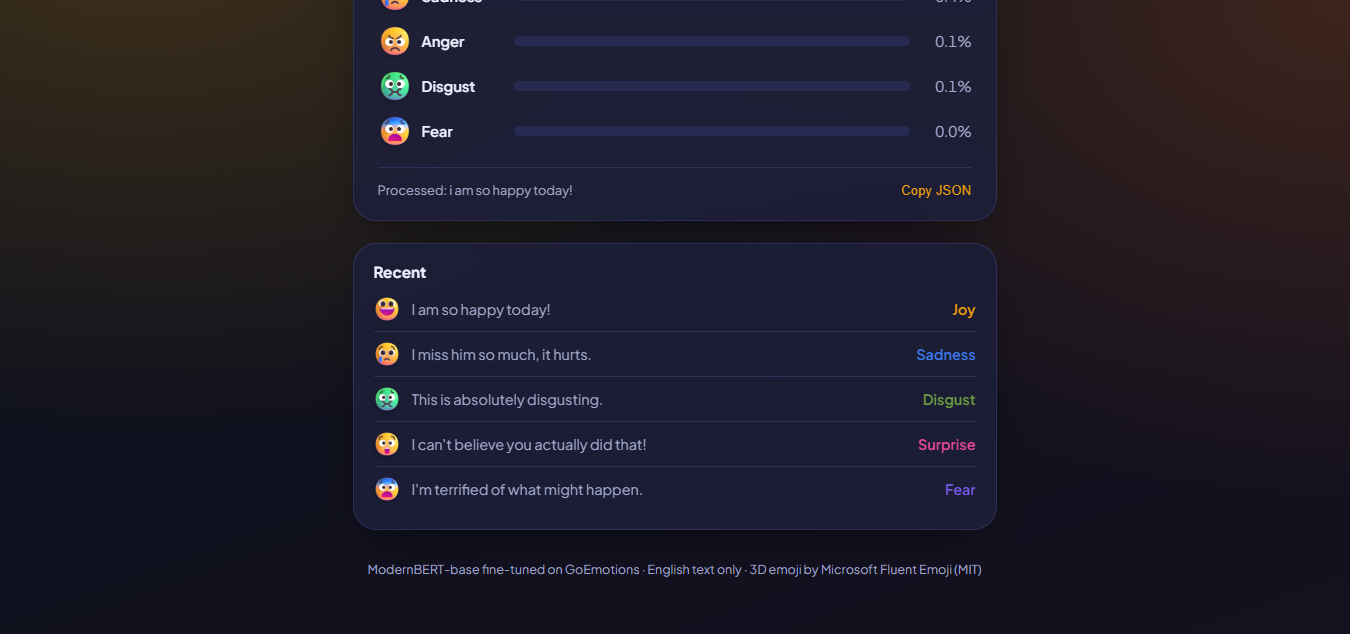 Anger 0.1%
Disgust 0.1%
Fear 0.0%
Processed: i am so happy today! Copy JSON
Recent
I am so happy today! Joy
I miss him so much, it hurts. Sadness
This is absolutely disgusting. Disgust
I can't believe you actually did that! Surprise
I'm terrified of what might happen. Fear
ModernBERT-base fine-tuned on GoEmotions · English text only · 3D emoji by Microsoft Fluent Emoji (MIT)